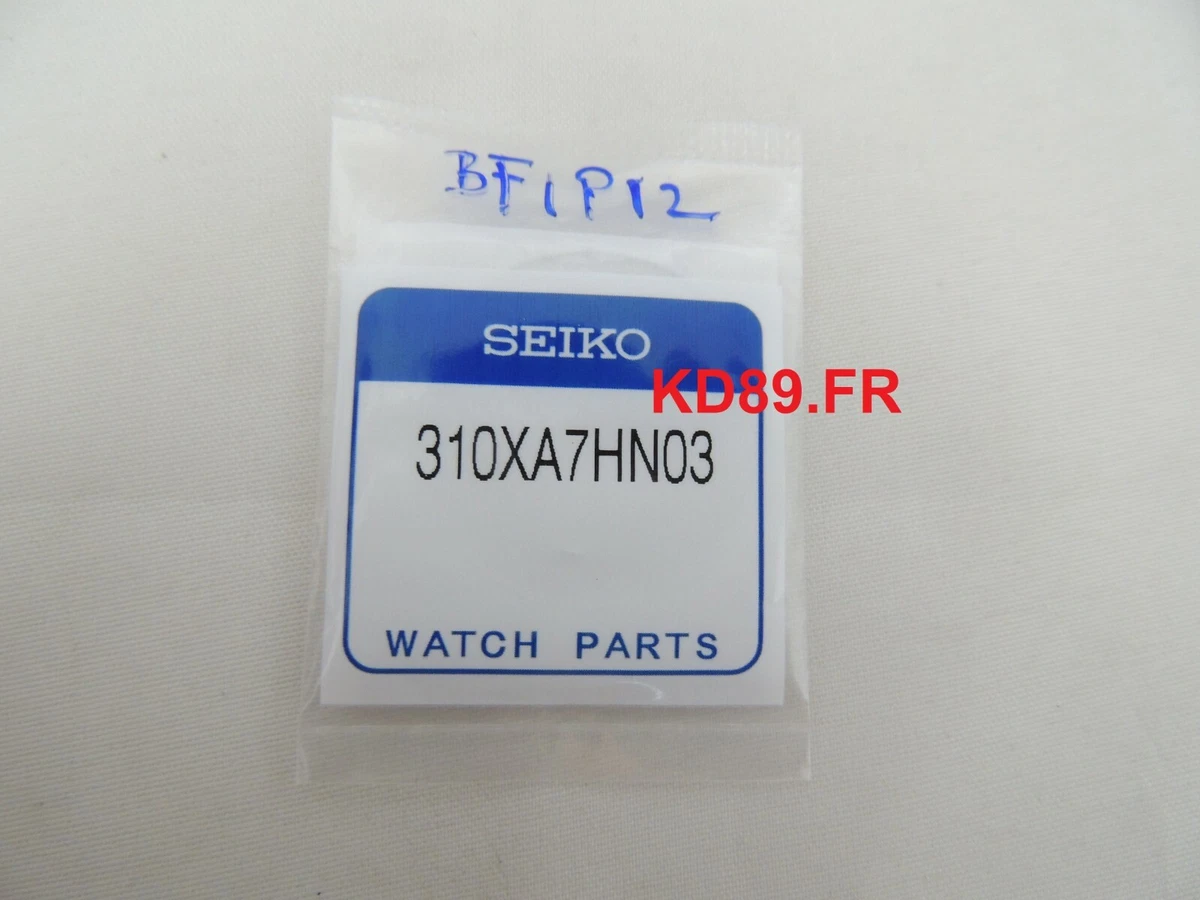 BF1P12
SEIKO
KD89.FR
310XA7HN03
WATCH PARTS